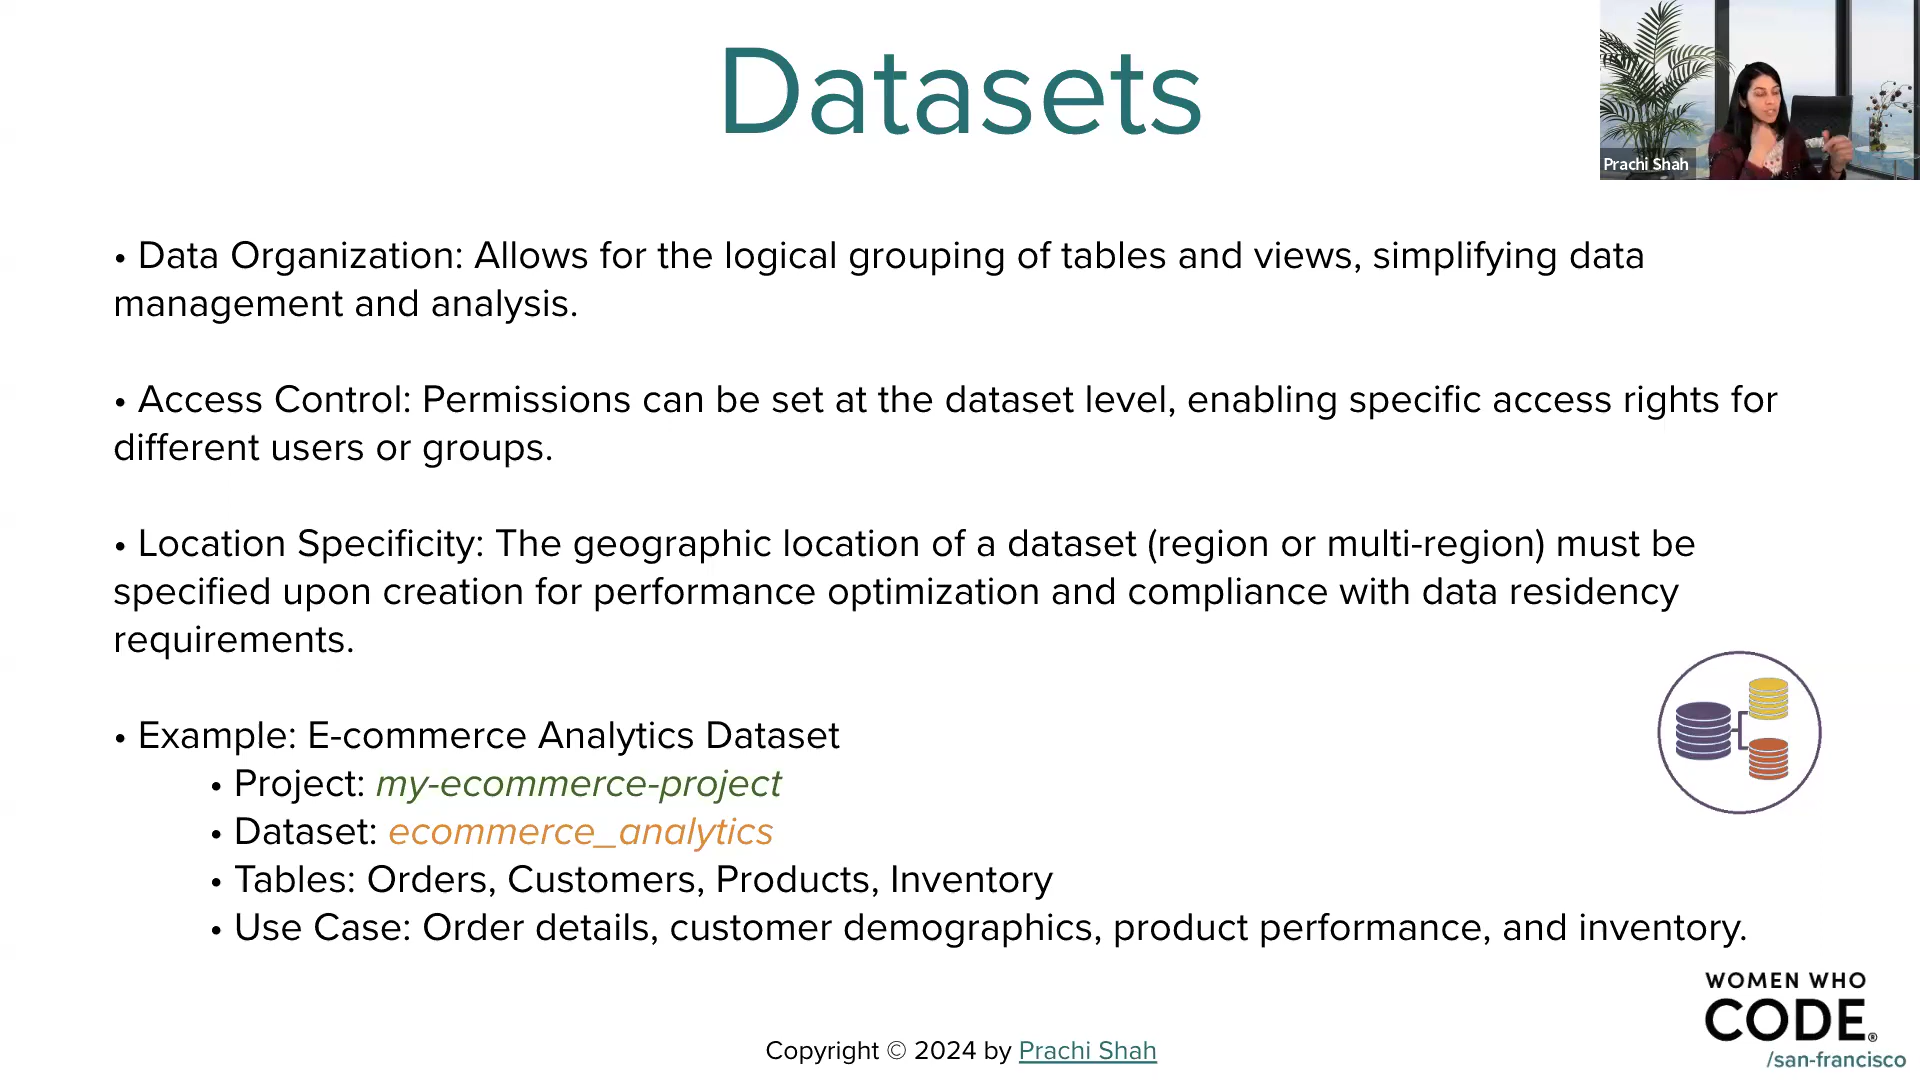 Datasets
Prachi Shah
• Data Organization: Allows for the logical grouping of tables and views, simplifying data
management and analysis.
• Access Control: Permissions can be set at the dataset level, enabling specific access rights for
different users or groups.
• Location Specificity: The geographic location of a dataset (region or multi-region) must be
specified upon creation for performance optimization and compliance with data residency
requirements.
• Example: E-commerce Analytics Dataset
• Project: my-ecommerce-project
• Dataset: ecommerce_analytics
• Tables: Orders, Customers, Products, Inventory
• Use Case: Order details, customer demographics, product performance, and inventory.
WOMEN WHO
CODE®
/san-francisco
Copyright © 2024 by Prachi Shah